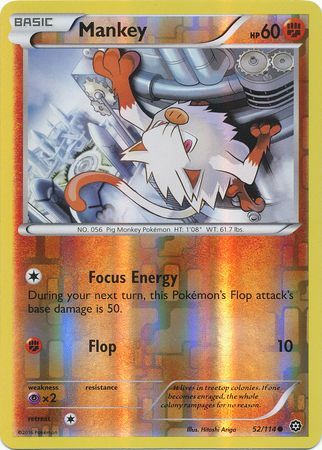 BASIC
Mankey
HP60
NO. 056 Pig Monkey Pokémon HT: 1'08" WT: 61.7 lbs.
Focus Energy
During your next turn, this Pokémon's Flop attack's
base damage is 50.
Flop 10
weakness resistance
×2
retreat
It lives in treetop colonies. If one
becomes enraged, the whole
colony rampages for no reason.
Illus. Hitoshi Ariga
52/114
©2016 Pokémon